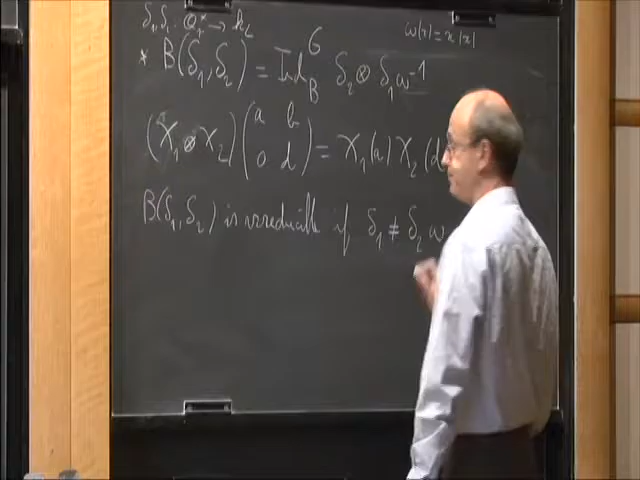 δ₁, δ₂ : ℚₚ* → k_L
ω(x) = x|x|
* B(δ₁, δ₂) = Ind_B^G δ₂ ⊗ δ₁ω⁻¹
(χ₁ ⊗ χ₂) (a b 0 d) = χ₁(a) χ₂(d
B(δ₁, δ₂) is irreducible if δ₁ ≠ δ₂ ω